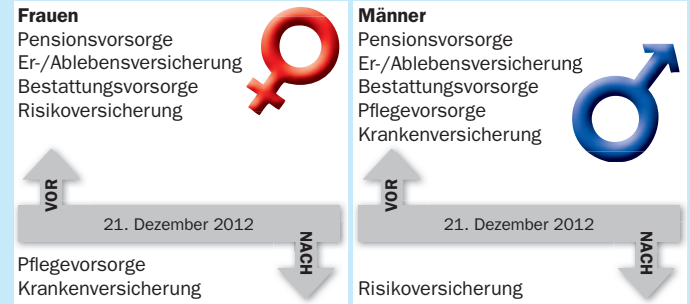 Frauen
Pensionsvorsorge
Er-/Ablebensversicherung
Bestattungsvorsorge
Risikoversicherung
VOR
21. Dezember 2012
NACH
Pflegevorsorge
Krankenversicherung
Männer
Pensionsvorsorge
Er-/Ablebensversicherung
Bestattungsvorsorge
Pflegevorsorge
Krankenversicherung
VOR
21. Dezember 2012
NACH
Risikoversicherung